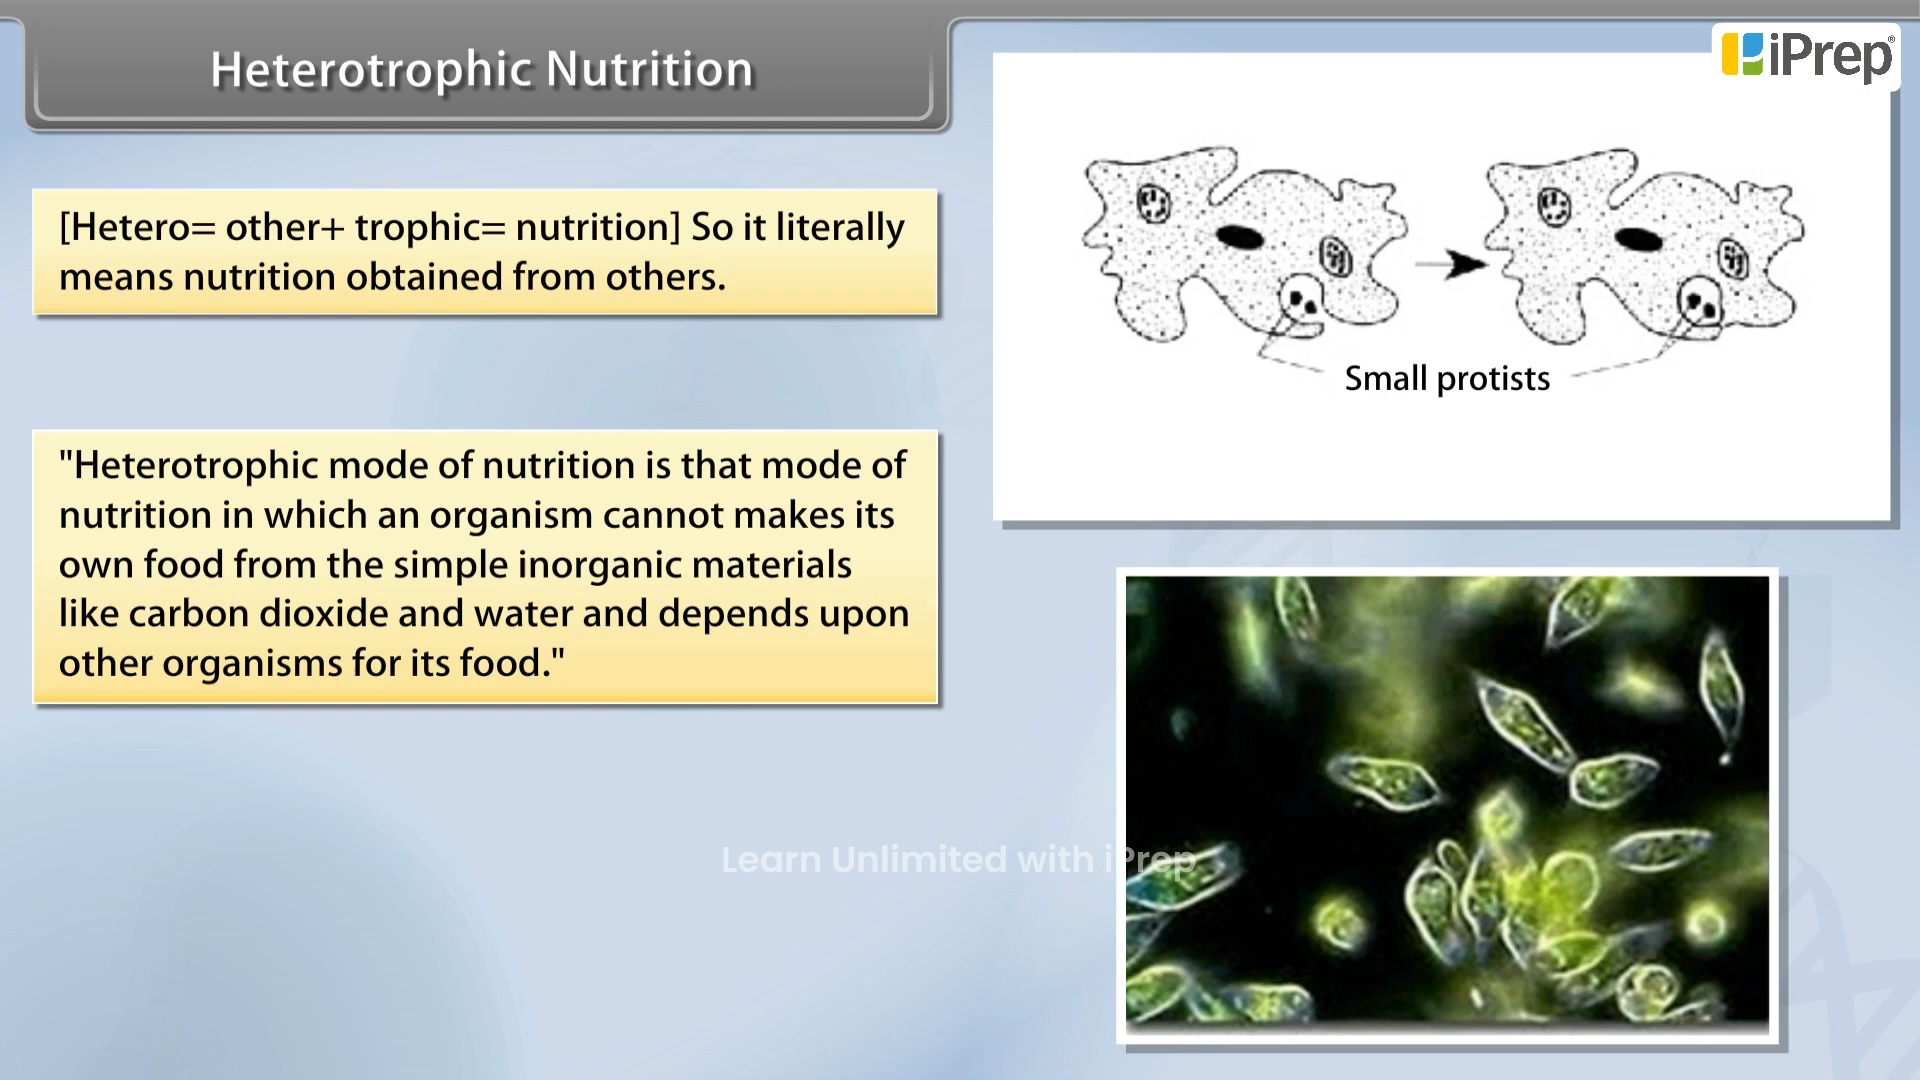 Heterotrophic Nutrition
iPrep®
[Hetero= other+ trophic= nutrition] So it literally
means nutrition obtained from others.
"Heterotrophic mode of nutrition is that mode of
nutrition in which an organism cannot makes its
own food from the simple inorganic materials
like carbon dioxide and water and depends upon
other organisms for its food."
Small protists
Learn Unlimited with iPrep